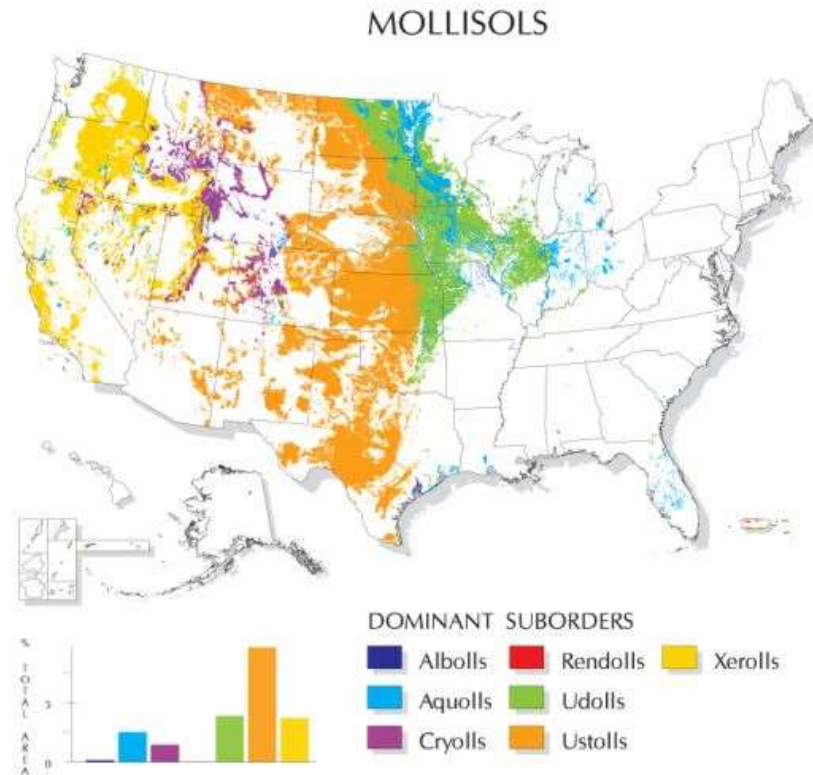 MOLLISOLS
DOMINANT SUBORDERS
Albolls
Rendolls
Xerolls
Aquolls
Udolls
Cryolls
Ustolls
% TOTAL AREA
5
0